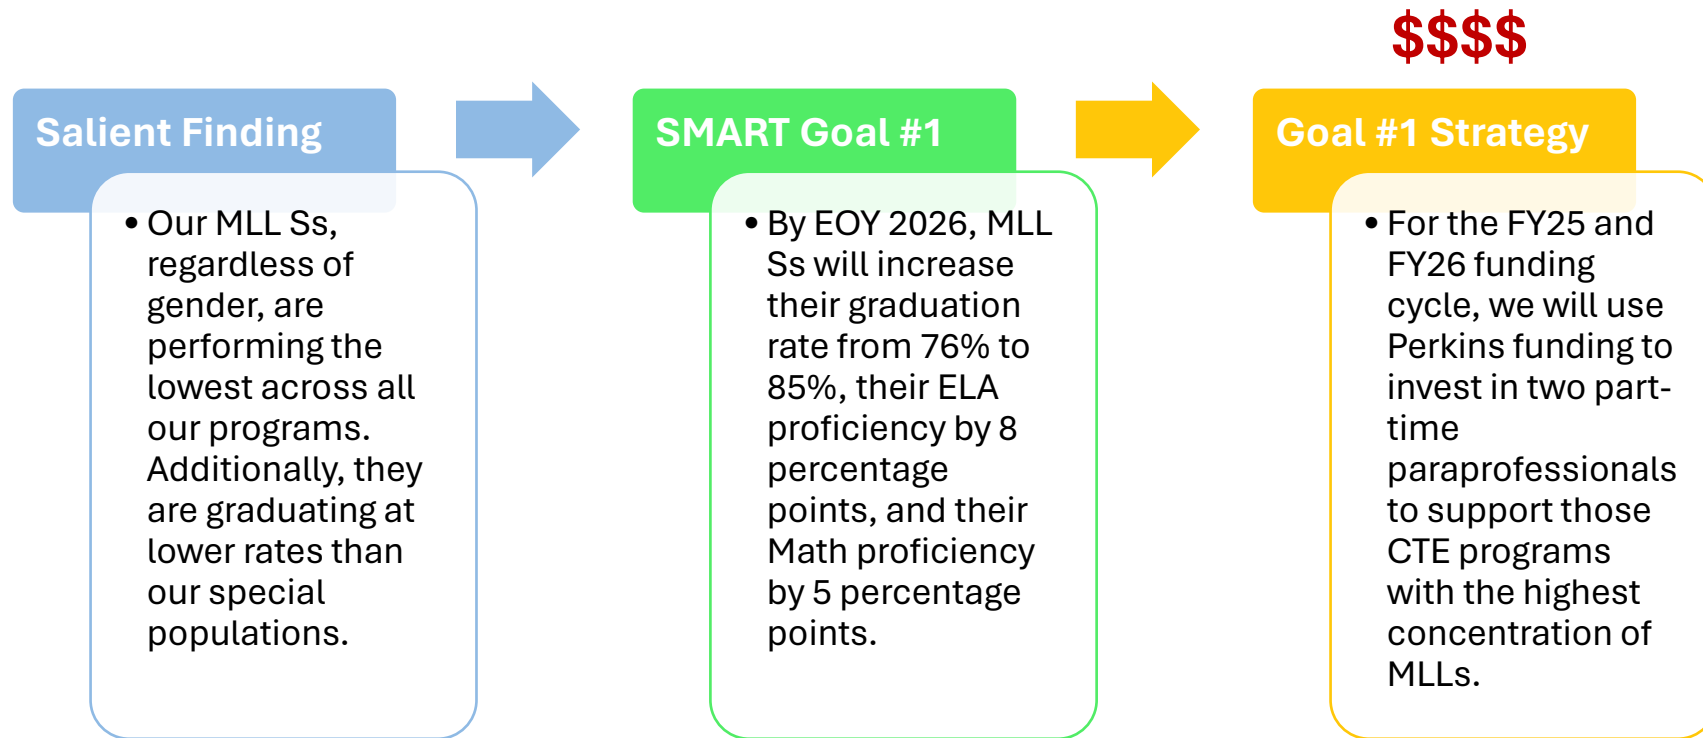 $$$$
Salient Finding
• Our MLL Ss,
regardless of
gender, are
performing the
lowest across all
our programs.
Additionally, they
are graduating at
lower rates than
our special
populations.
SMART Goal #1
• By EOY 2026, MLL
Ss will increase
their graduation
rate from 76% to
85%, their ELA
proficiency by 8
percentage
points, and their
Math proficiency
by 5 percentage
points.
Goal #1 Strategy
• For the FY25 and
FY26 funding
cycle, we will use
Perkins funding to
invest in two part-
time
paraprofessionals
to support those
CTE programs
with the highest
concentration of
MLLs.